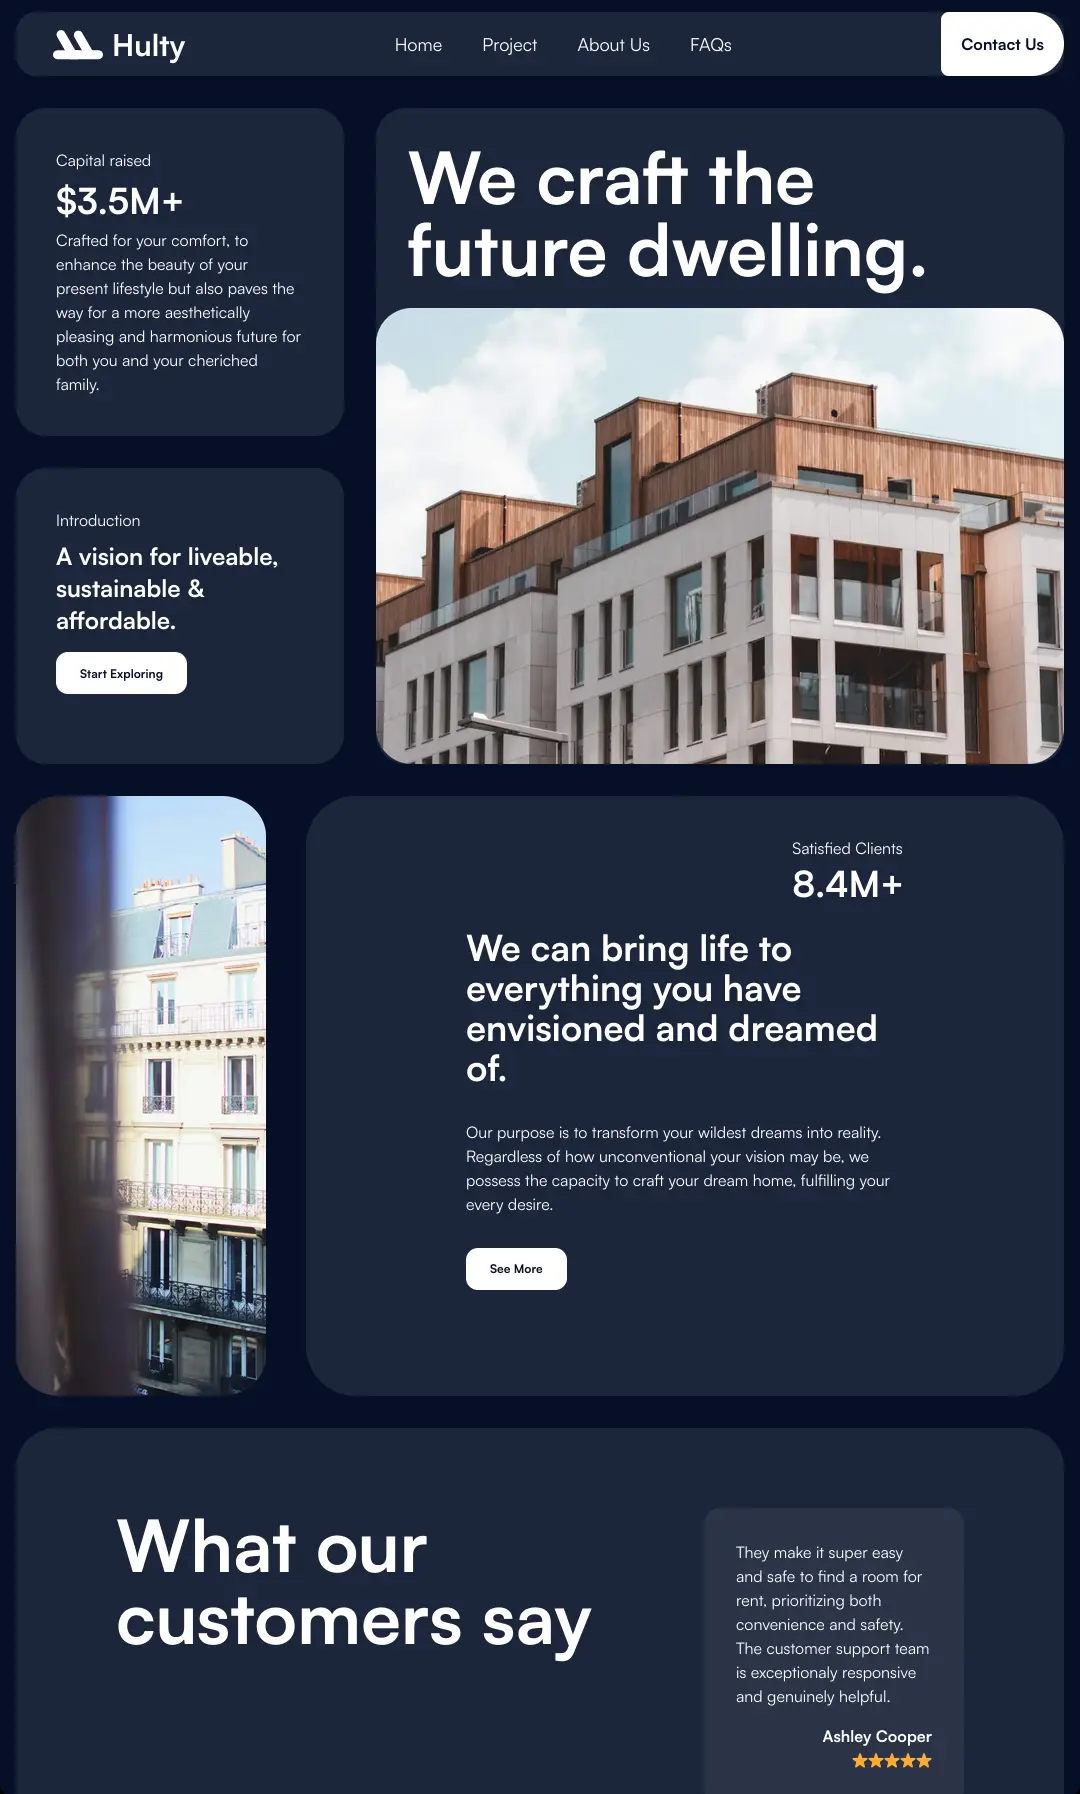 Hulty
Home
Project
About Us
FAQs
Contact Us
Capital raised
$3.5M+
Crafted for your comfort, to
enhance the beauty of your
present lifestyle but also paves the
way for a more aesthetically
pleasing and harmonious future for
both you and your cheriched
family.
We craft the
future dwelling.
Introduction
A vision for liveable,
sustainable &
affordable.
Start Exploring
Satisfied Clients
8.4M+
We can bring life to
everything you have
envisioned and dreamed
of.
Our purpose is to transform your wildest dreams into reality.
Regardless of how unconventional your vision may be, we
possess the capacity to craft your dream home, fulfilling your
every desire.
See More
What our
customers say
They make it super easy
and safe to find a room for
rent, prioritizing both
convenience and safety.
The customer support team
is exceptionaly responsive
and genuinely helpful.
Ashley Cooper